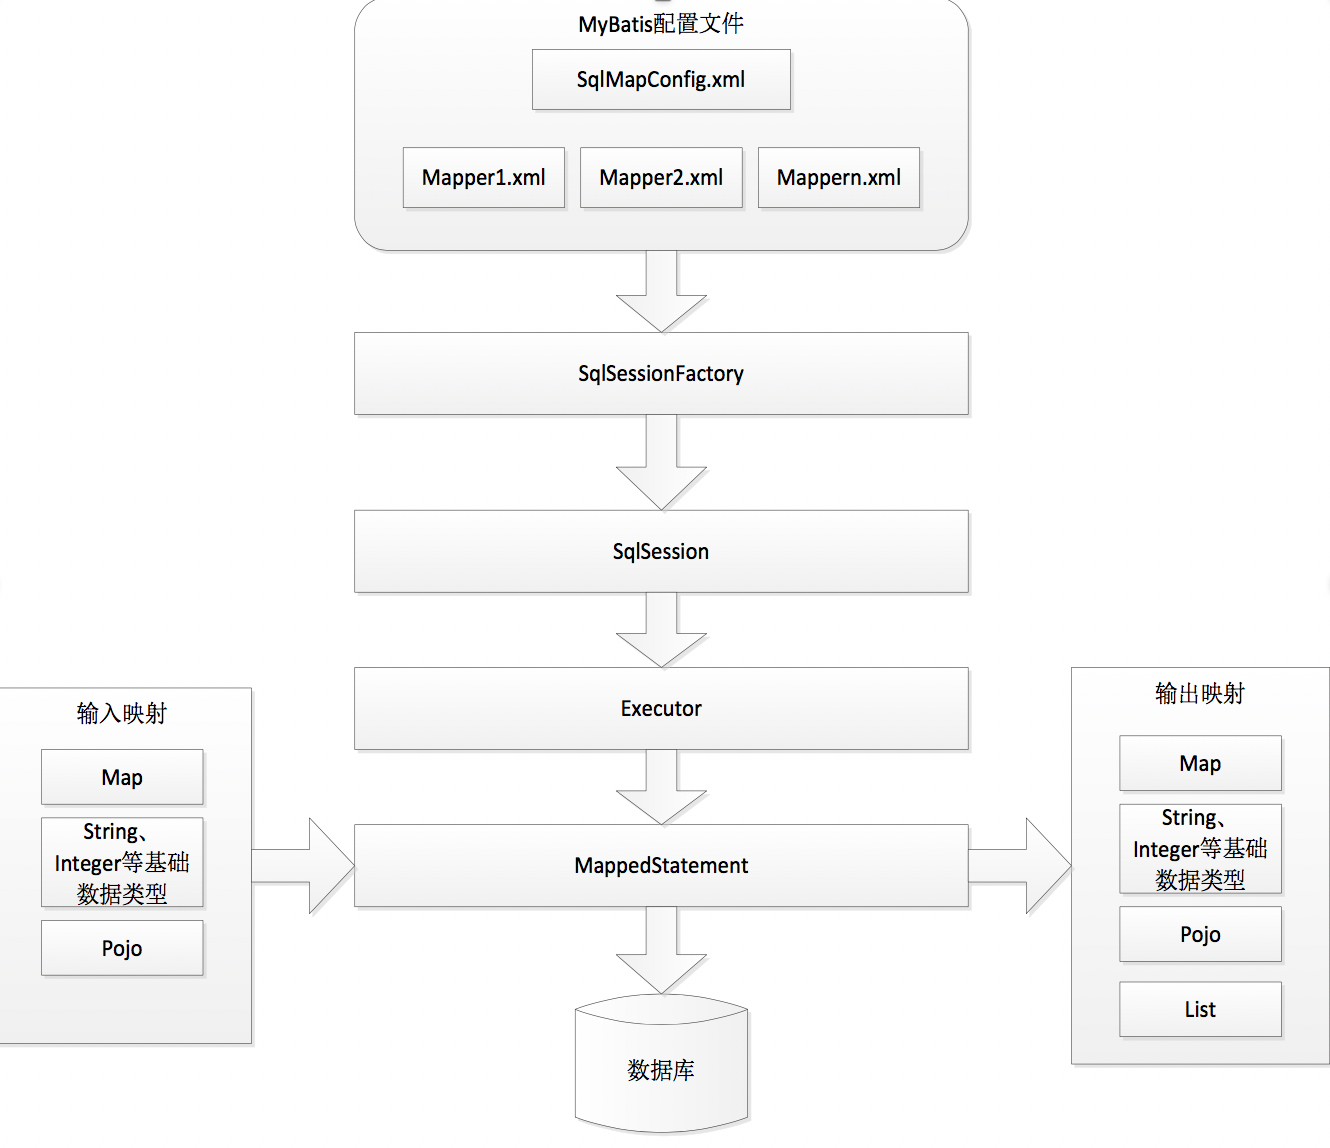 MyBatis配置文件
SqlMapConfig.xml
Mapper1.xml
Mapper2.xml
Mappern.xml
SqlSessionFactory
SqlSession
Executor
输入映射
Map
String、
Integer等基础
数据类型
Pojo
MappedStatement
输出映射
Map
String、
Integer等基础
数据类型
Pojo
List
数据库